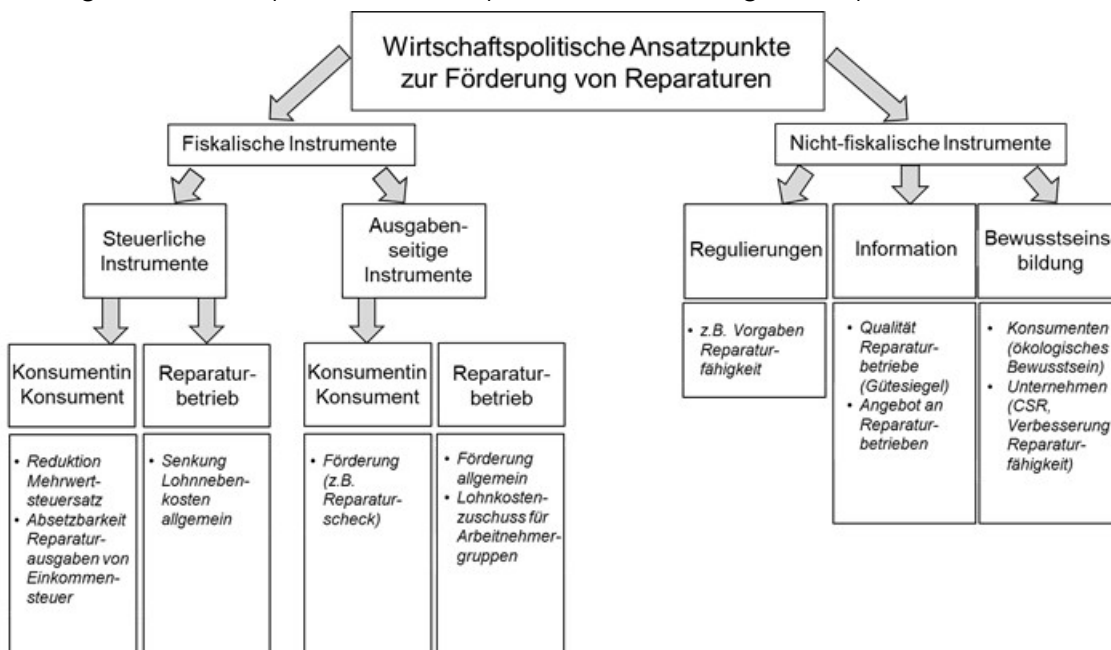 Wirtschaftspolitische Ansatzpunkte
zur Förderung von Reparaturen
Fiskalische Instrumente
Nicht-fiskalische Instrumente
Steuerliche
Instrumente
Ausgaben-
seitige
Instrumente
Regulierungen
Information
Bewusstseins
bildung
• z.B. Vorgaben
Reparatur-
fähigkeit
• Qualität
Reparatur-
betriebe
(Gütesiegel)
• Angebot an
Reparatur-
betrieben
• Konsumenten
(ökologisches
Bewusstsein)
• Unternehmen
(CSR,
Verbesserung
Reparatur-
fähigkeit)
Konsumentin
Konsument
Reparatur-
betrieb
Konsumentin
Konsument
Reparatur-
betrieb
• Reduktion
Mehrwert-
steuersatz
• Absetzbarkeit
Reparatur-
ausgaben von
Einkommen-
steuer
• Senkung
Lohnneben-
kosten
allgemein
• Förderung
(z.B.
Reparatur-
scheck)
• Förderung
allgemein
• Lohnkosten-
zuschuss für
Arbeitnehmer-
gruppen